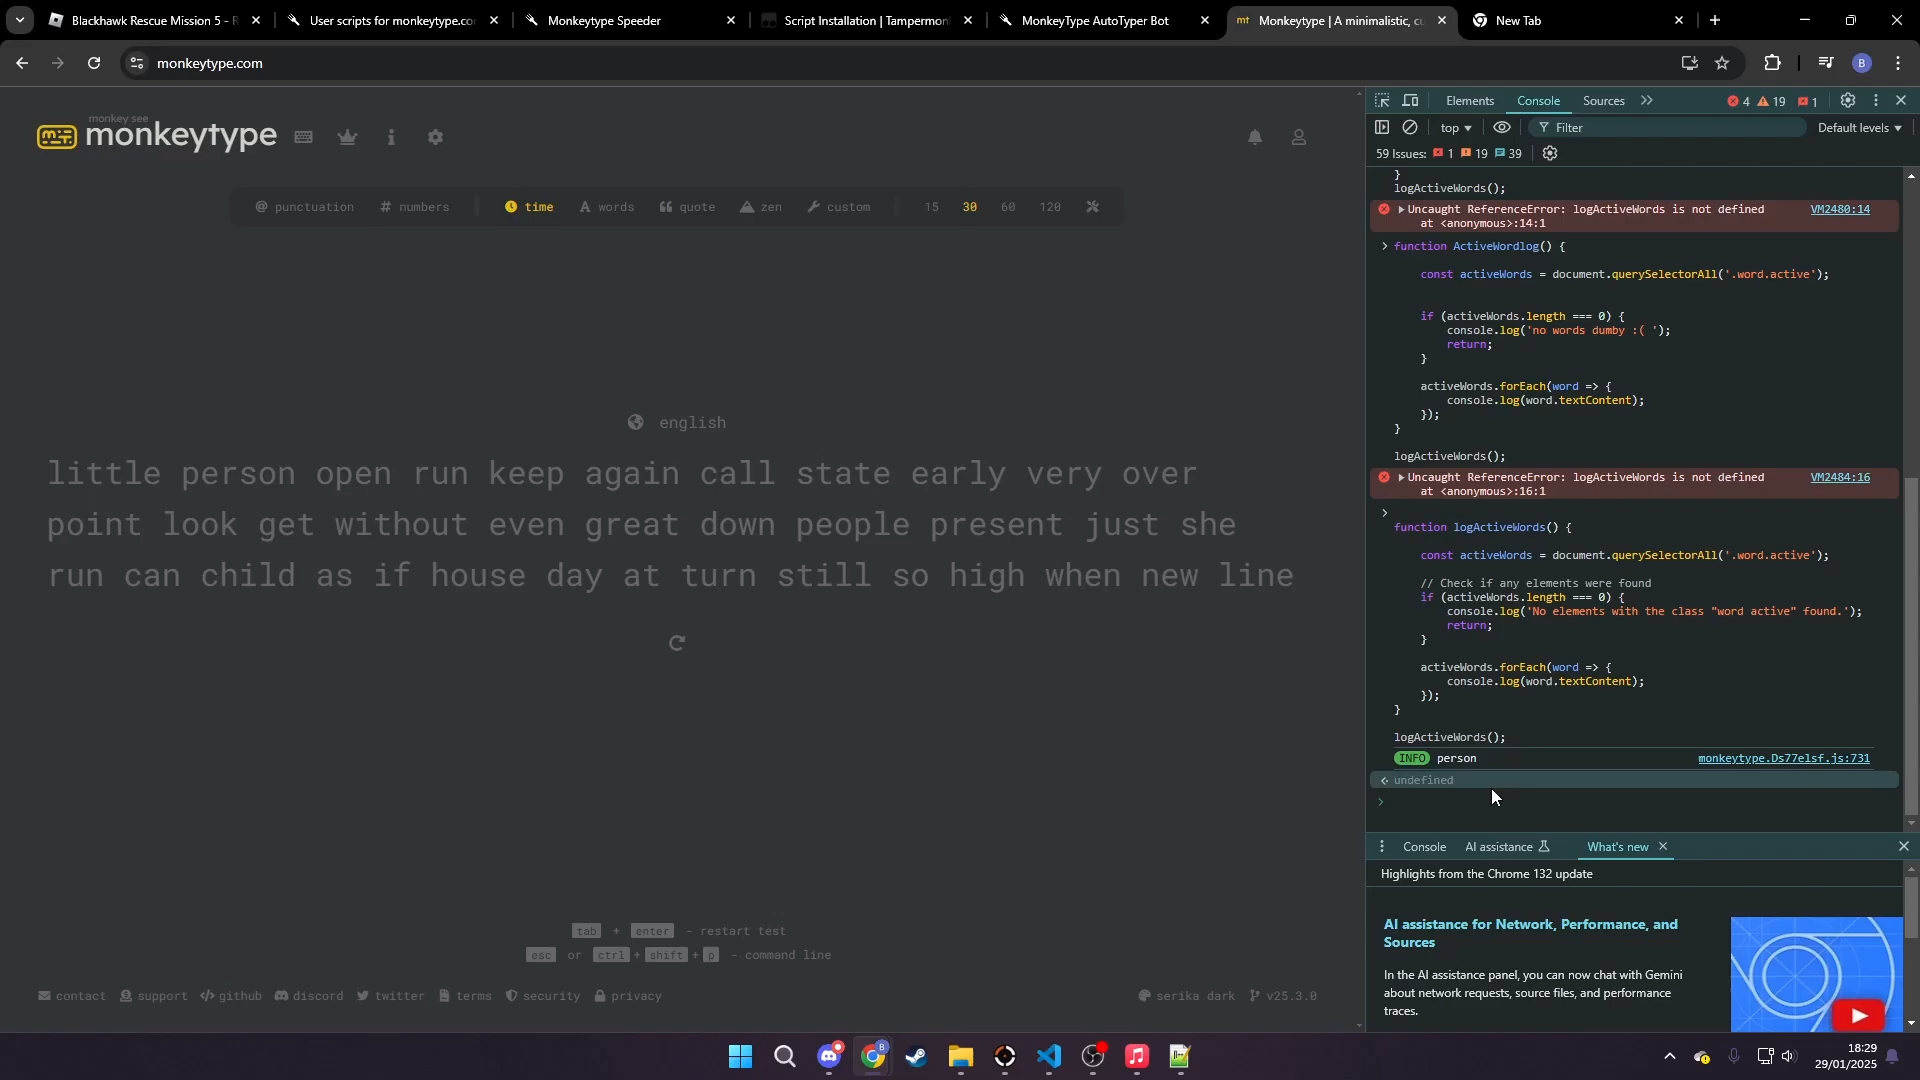 Blackhawk Rescue Mission 5 - R
User scripts for monkeytype.co
Monkeytype Speeder
Script Installation | Tampermon
MonkeyType AutoTyper Bot
mt Monkeytype | A minimalistic, cu
New Tab
monkeytype.com
B
monkey see
monkeytype
@ punctuation # numbers time A words quote zen custom 15 30 60 120
english
little person open run keep again call state early very over
point look get without even great down people present just she
run can child as if house day at turn still so high when new line
tab + enter - restart test
esc or ctrl + shift + p - command line
contact support github discord twitter terms security privacy
serika dark v25.3.0
Elements Console Sources 4 19 1
top Filter Default levels
59 Issues: 1 19 39
}
logActiveWords();
Uncaught ReferenceError: logActiveWords is not defined VM2480:14
at <anonymous>:14:1
function ActiveWordlog() {
const activeWords = document.querySelectorAll('.word.active');
if (activeWords.length === 0) {
console.log('no words dumby :( ');
return;
}
activeWords.forEach(word => {
console.log(word.textContent);
});
}
logActiveWords();
Uncaught ReferenceError: logActiveWords is not defined VM2484:16
at <anonymous>:16:1
function logActiveWords() {
const activeWords = document.querySelectorAll('.word.active');
// Check if any elements were found
if (activeWords.length === 0) {
console.log('No elements with the class "word active" found.');
return;
}
activeWords.forEach(word => {
console.log(word.textContent);
});
}
logActiveWords();
INFO person monkeytype.Ds77elsf.js:731
undefined
Console AI assistance What's new
Highlights from the Chrome 132 update
AI assistance for Network, Performance, and
Sources
In the AI assistance panel, you can now chat with Gemini
about network requests, source files, and performance
traces.
18:29
29/01/2025